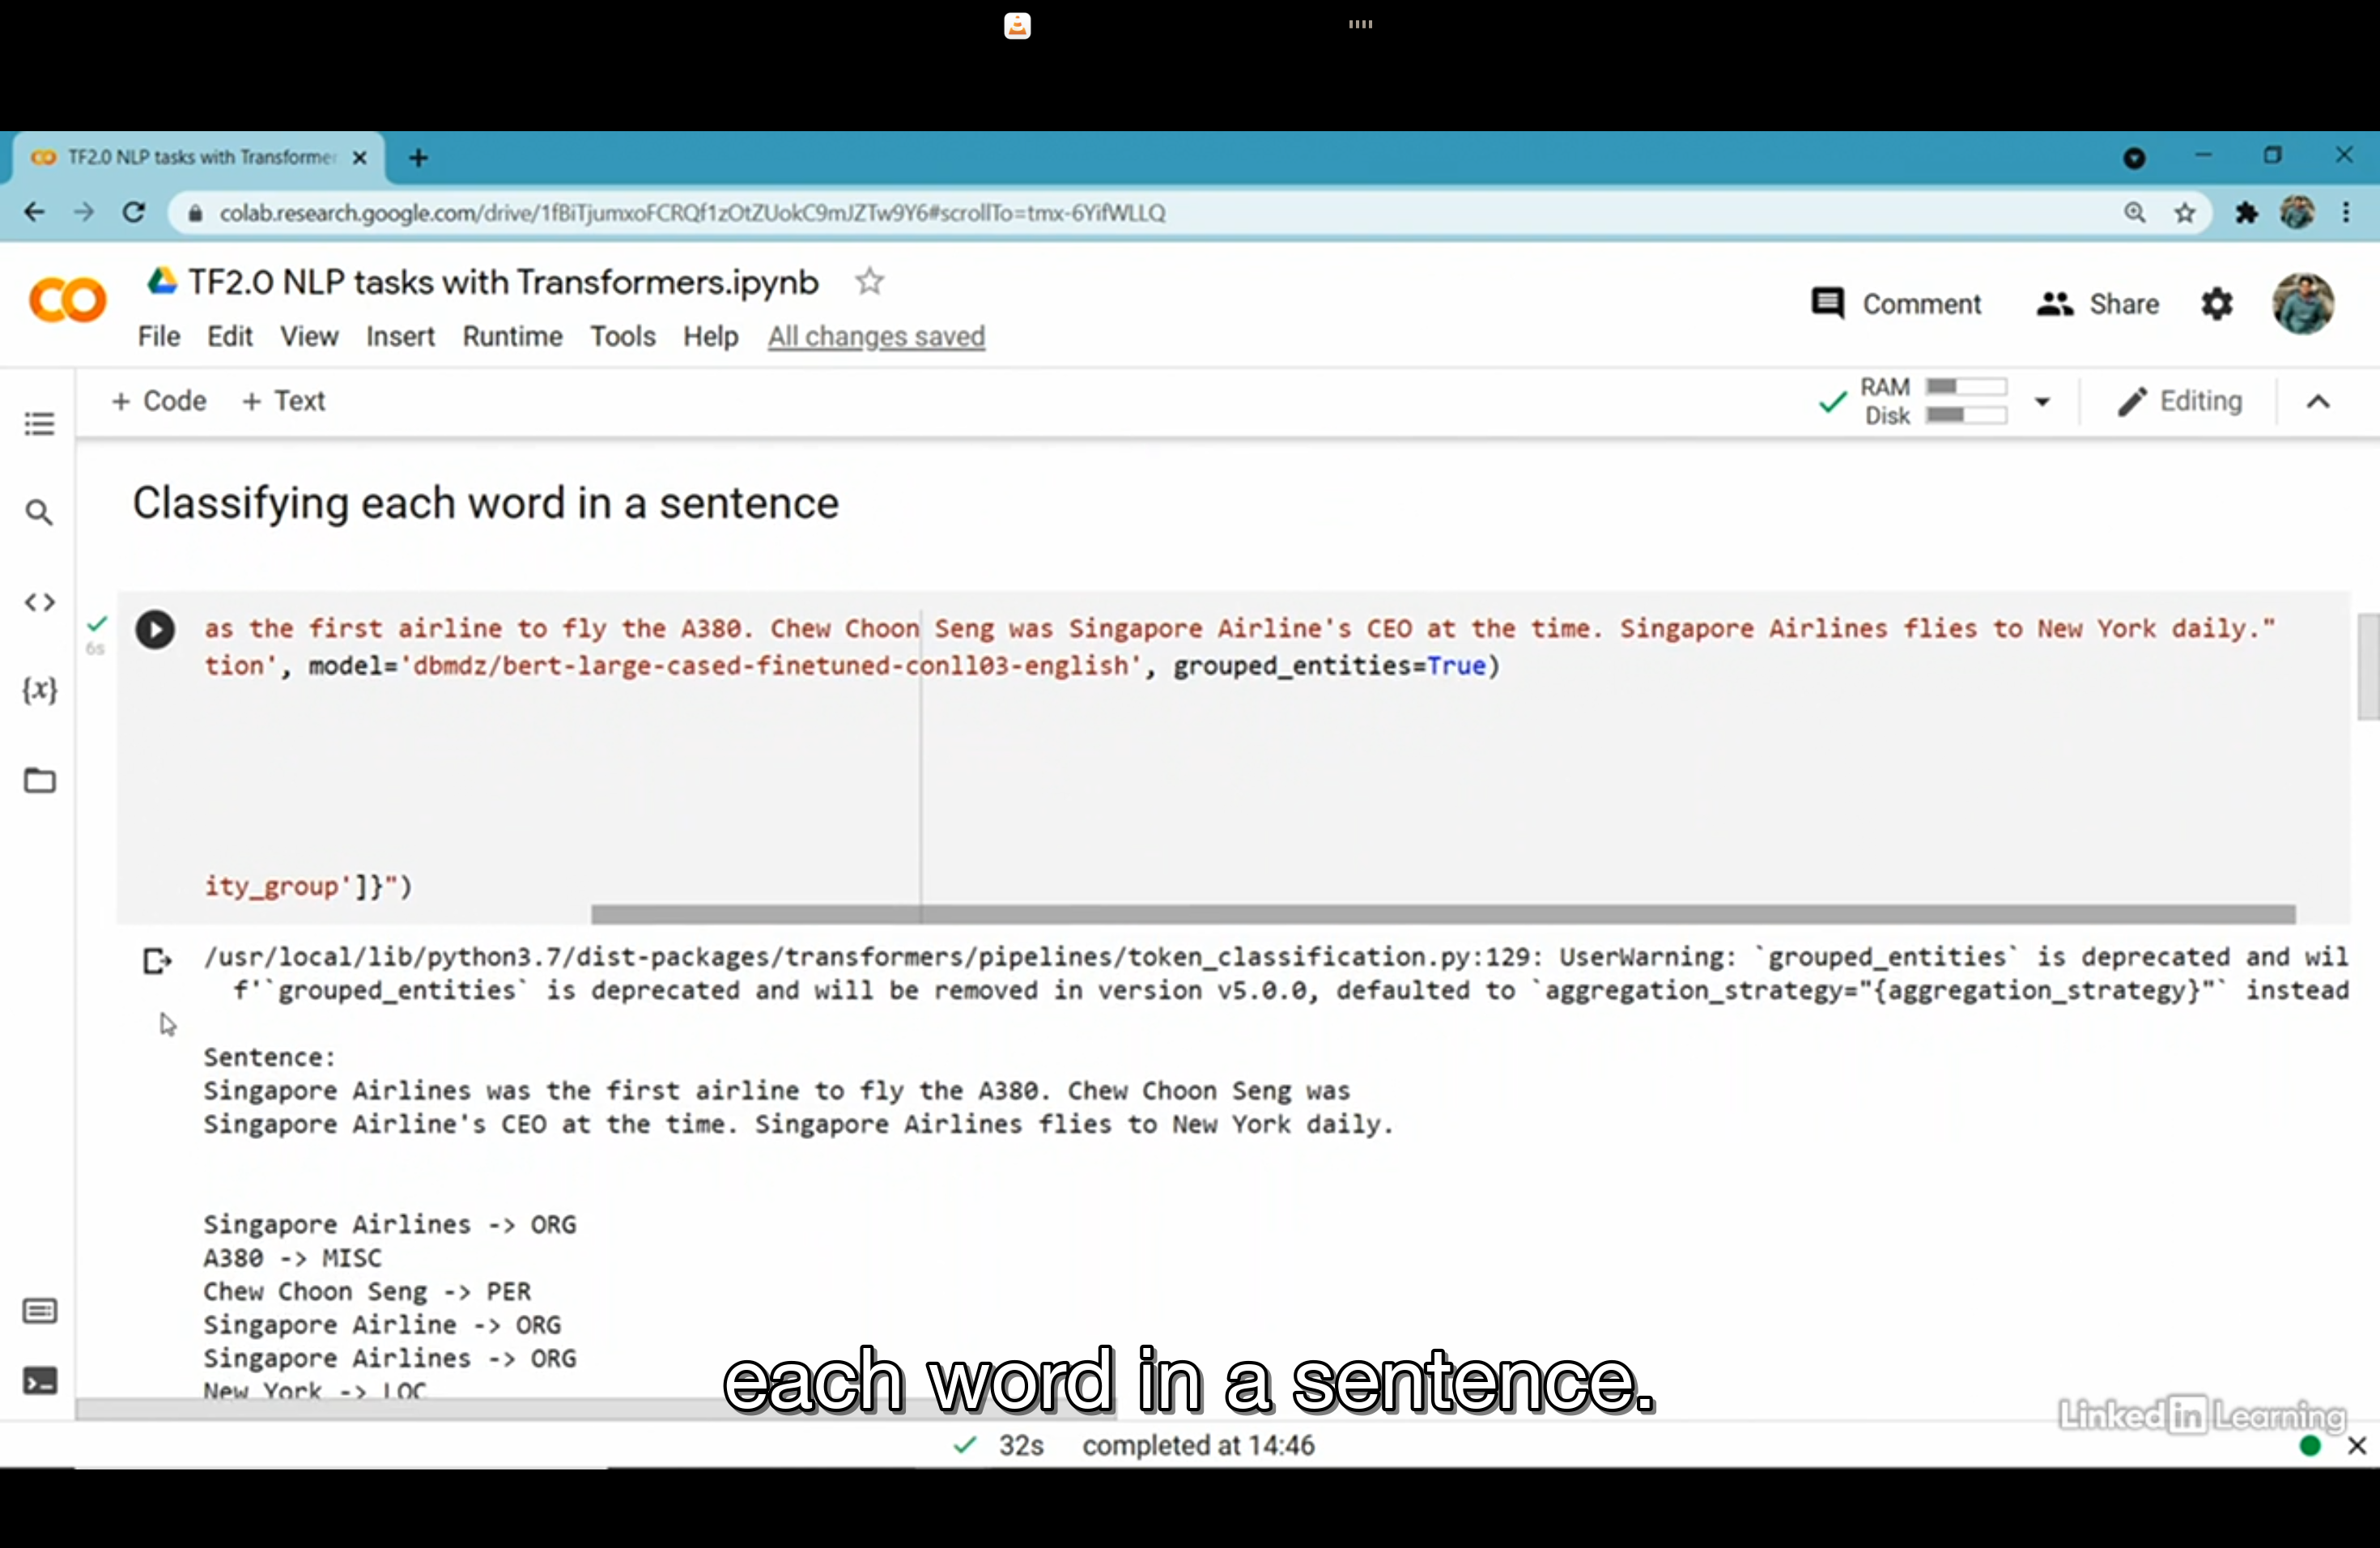 TF2.0 NLP tasks with Transformer
colab.research.google.com/drive/1fBiTjumxoFCRQf1zOtZUokC9mJZTw9Y6#scrollTo=tmx-6YifWLLQ
TF2.0 NLP tasks with Transformers.ipynb
Comment
Share
File Edit View Insert Runtime Tools Help All changes saved
+ Code + Text
RAM
Disk
Editing
Classifying each word in a sentence
{x}
6s
as the first airline to fly the A380. Chew Choon Seng was Singapore Airline's CEO at the time. Singapore Airlines flies to New York daily."
tion', model='dbmdz/bert-large-cased-finetuned-conll03-english', grouped_entities=True)
ity_group']}")
/usr/local/lib/python3.7/dist-packages/transformers/pipelines/token_classification.py:129: UserWarning: `grouped_entities` is deprecated and wil
f'`grouped_entities` is deprecated and will be removed in version v5.0.0, defaulted to `aggregation_strategy="{aggregation_strategy}"` instead
Sentence:
Singapore Airlines was the first airline to fly the A380. Chew Choon Seng was
Singapore Airline's CEO at the time. Singapore Airlines flies to New York daily.
Singapore Airlines -> ORG
A380 -> MISC
Chew Choon Seng -> PER
Singapore Airline -> ORG
Singapore Airlines -> ORG
New York -> LOC
each word in a sentence.
LinkedIn Learning
32s completed at 14:46